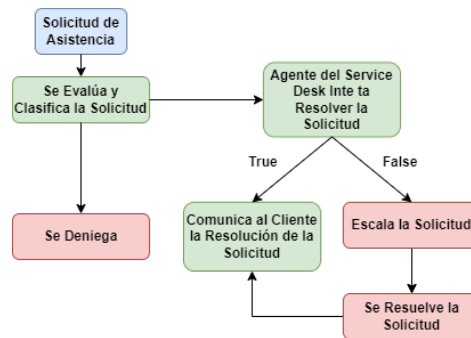 Solicitud de
Asistencia
Se Evalúa y
Clasifica la Solicitud
Agente del Service
Desk Inte ta
Resolver la
Solicitud
True
False
Se Deniega
Comunica al Cliente
la Resolución de la
Solicitud
Escala la Solicitud
Se Resuelve la
Solicitud